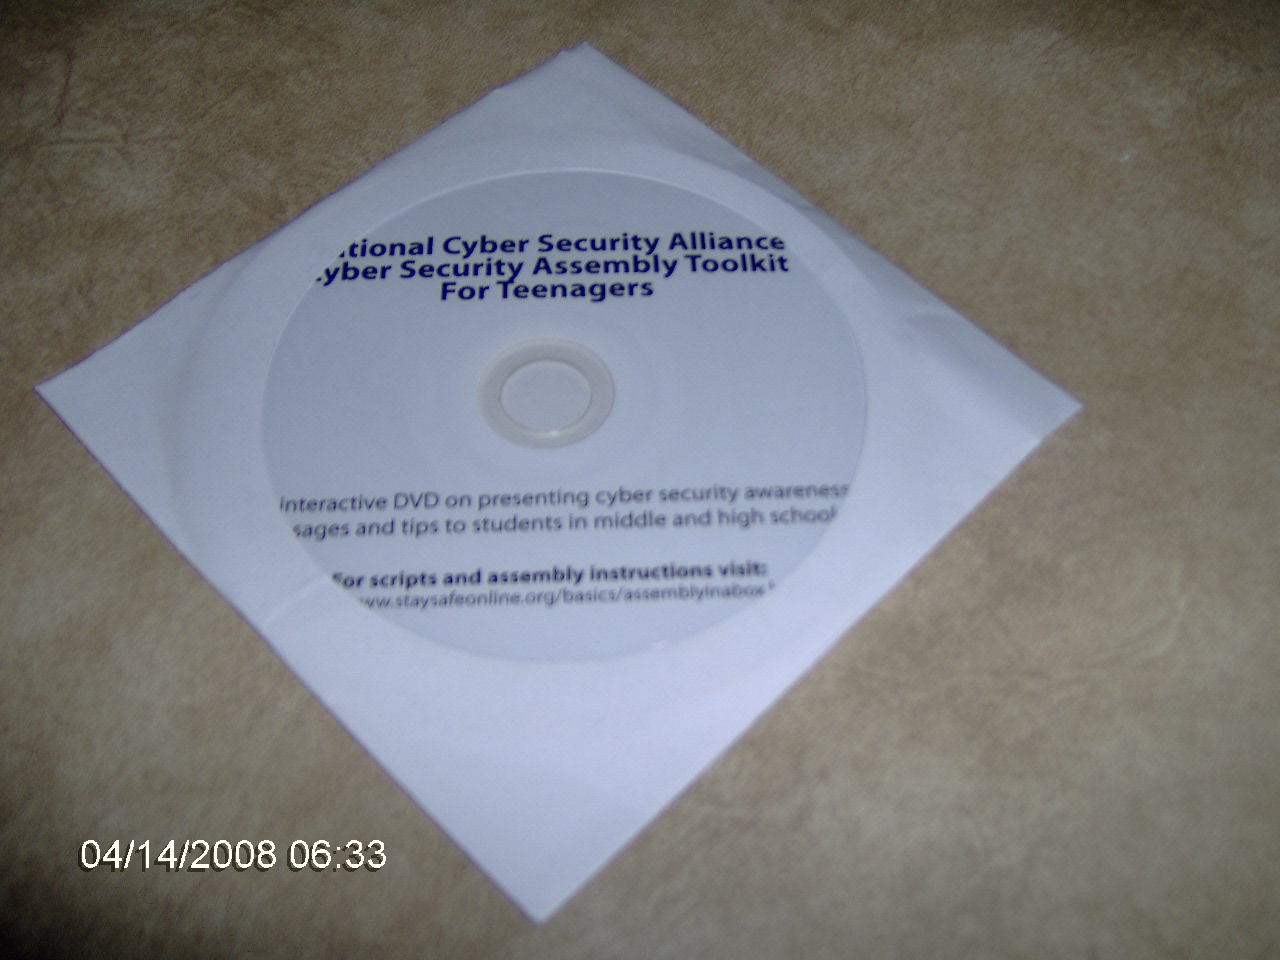 tional Cyber Security Alliance
yber Security Assembly Toolkit
For Teenagers
interactive DVD on presenting cyber security awareness
sages and tips to students in middle and high school
For scripts and assembly instructions visit:
ww.staysafeonline.org/basics/assemblyinabox
04/14/2008 06:33